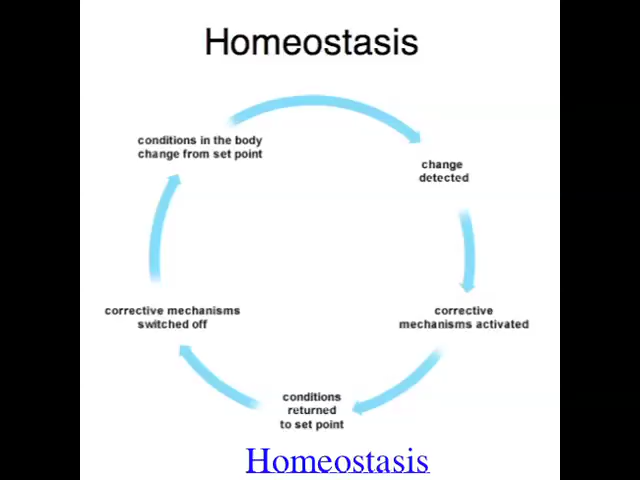 Homeostasis
conditions in the body
change from set point
change
detected
corrective
mechanisms activated
conditions
returned
to set point
corrective mechanisms
switched off
Homeostasis